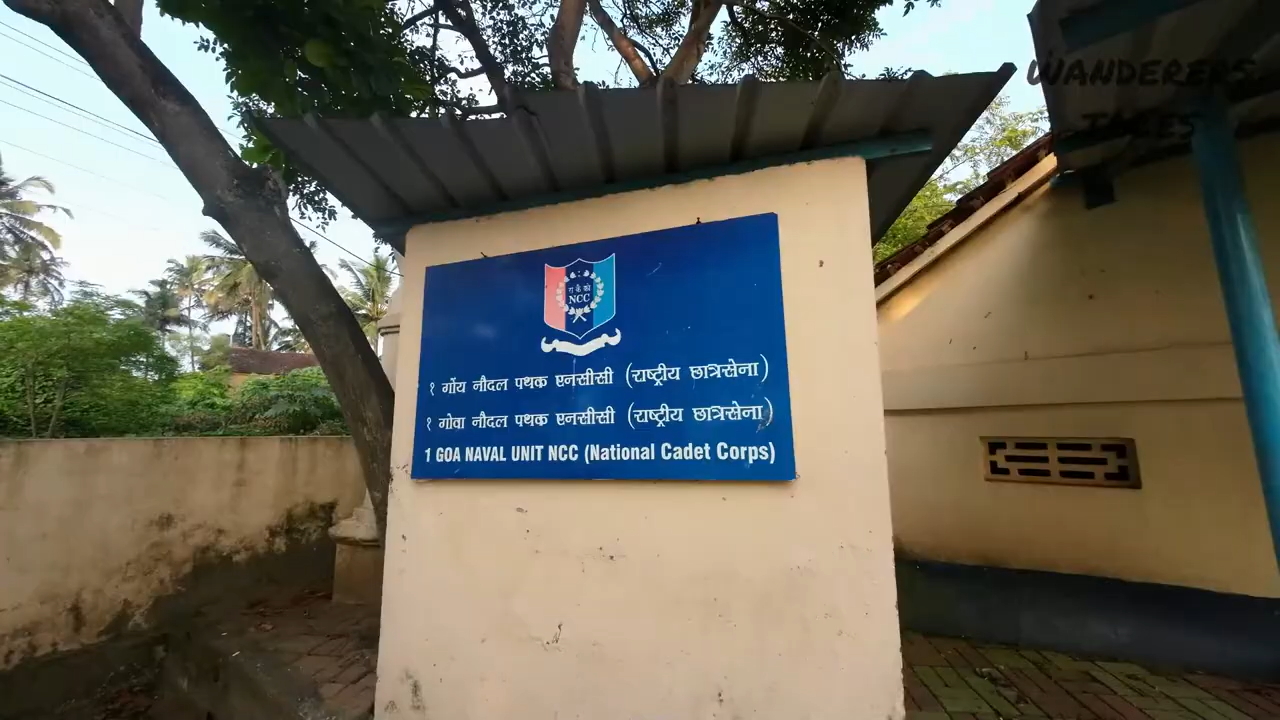 WANDERERS
TALES
रा कै को
NCC
१ गोंय नौदल पथक एनसीसी (राष्ट्रीय छात्रसेना)
१ गोवा नौदल पथक एनसीसी (राष्ट्रीय छात्रसेना)
1 GOA NAVAL UNIT NCC (National Cadet Corps)